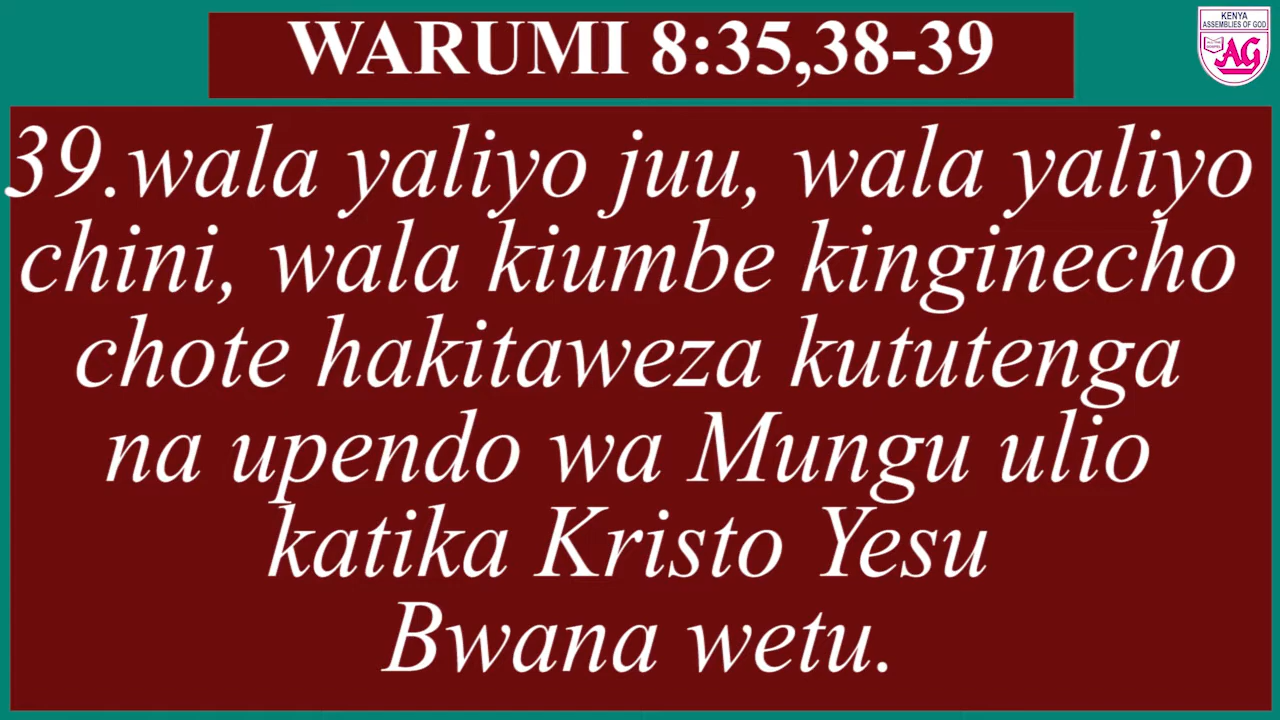 WARUMI 8:35,38-39
KENYA
ASSEMBLIES OF GOD
AG
39.wala yaliyo juu, wala yaliyo
chini, wala kiumbe kinginecho
chote hakitaweza kututenga
na upendo wa Mungu ulio
katika Kristo Yesu
Bwana wetu.